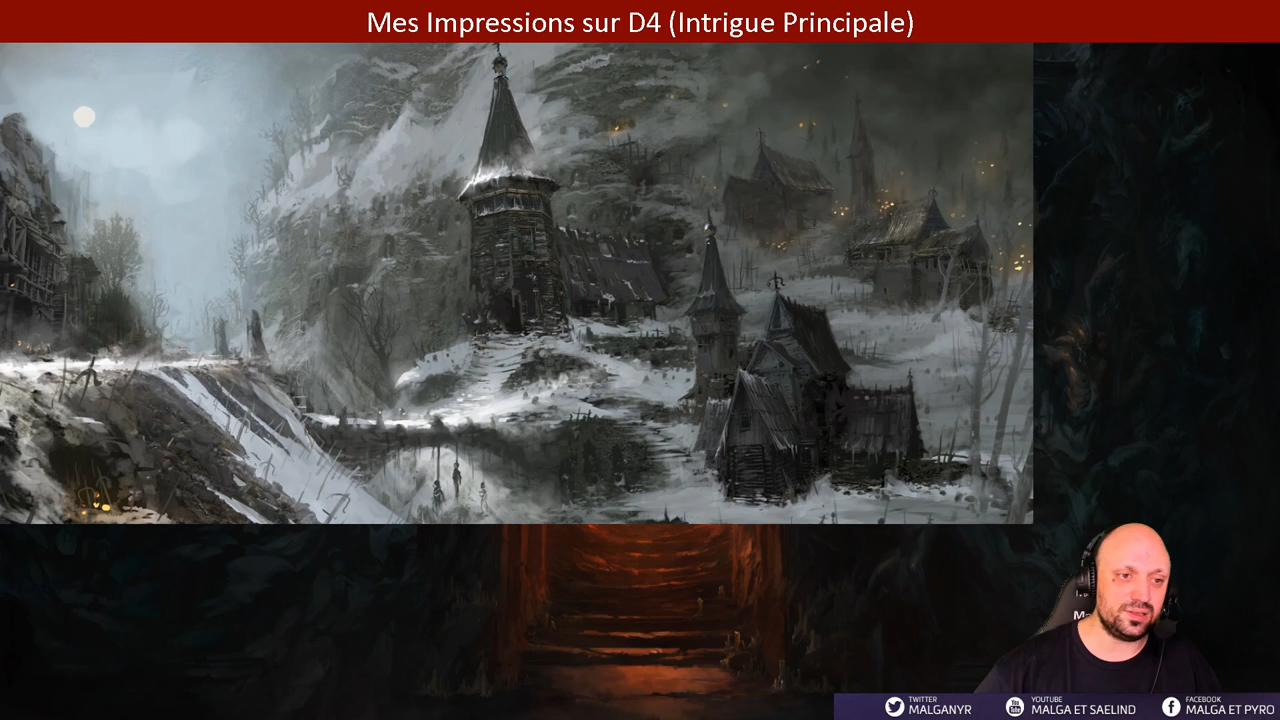 Mes Impressions sur D4 (Intrigue Principale)
TWITTER
MALGANYR
YOUTUBE
MALGA ET SAELIND
FACEBOOK
MALGA ET PYRO